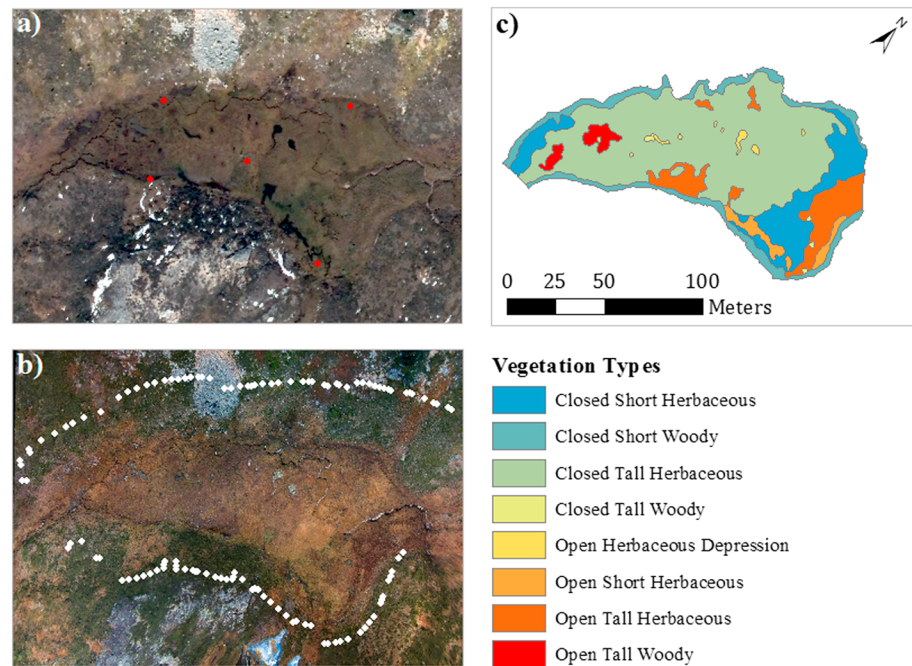 a)
c)
N
0 25 50 100
Meters
b)
Vegetation Types
Closed Short Herbaceous
Closed Short Woody
Closed Tall Herbaceous
Closed Tall Woody
Open Herbaceous Depression
Open Short Herbaceous
Open Tall Herbaceous
Open Tall Woody